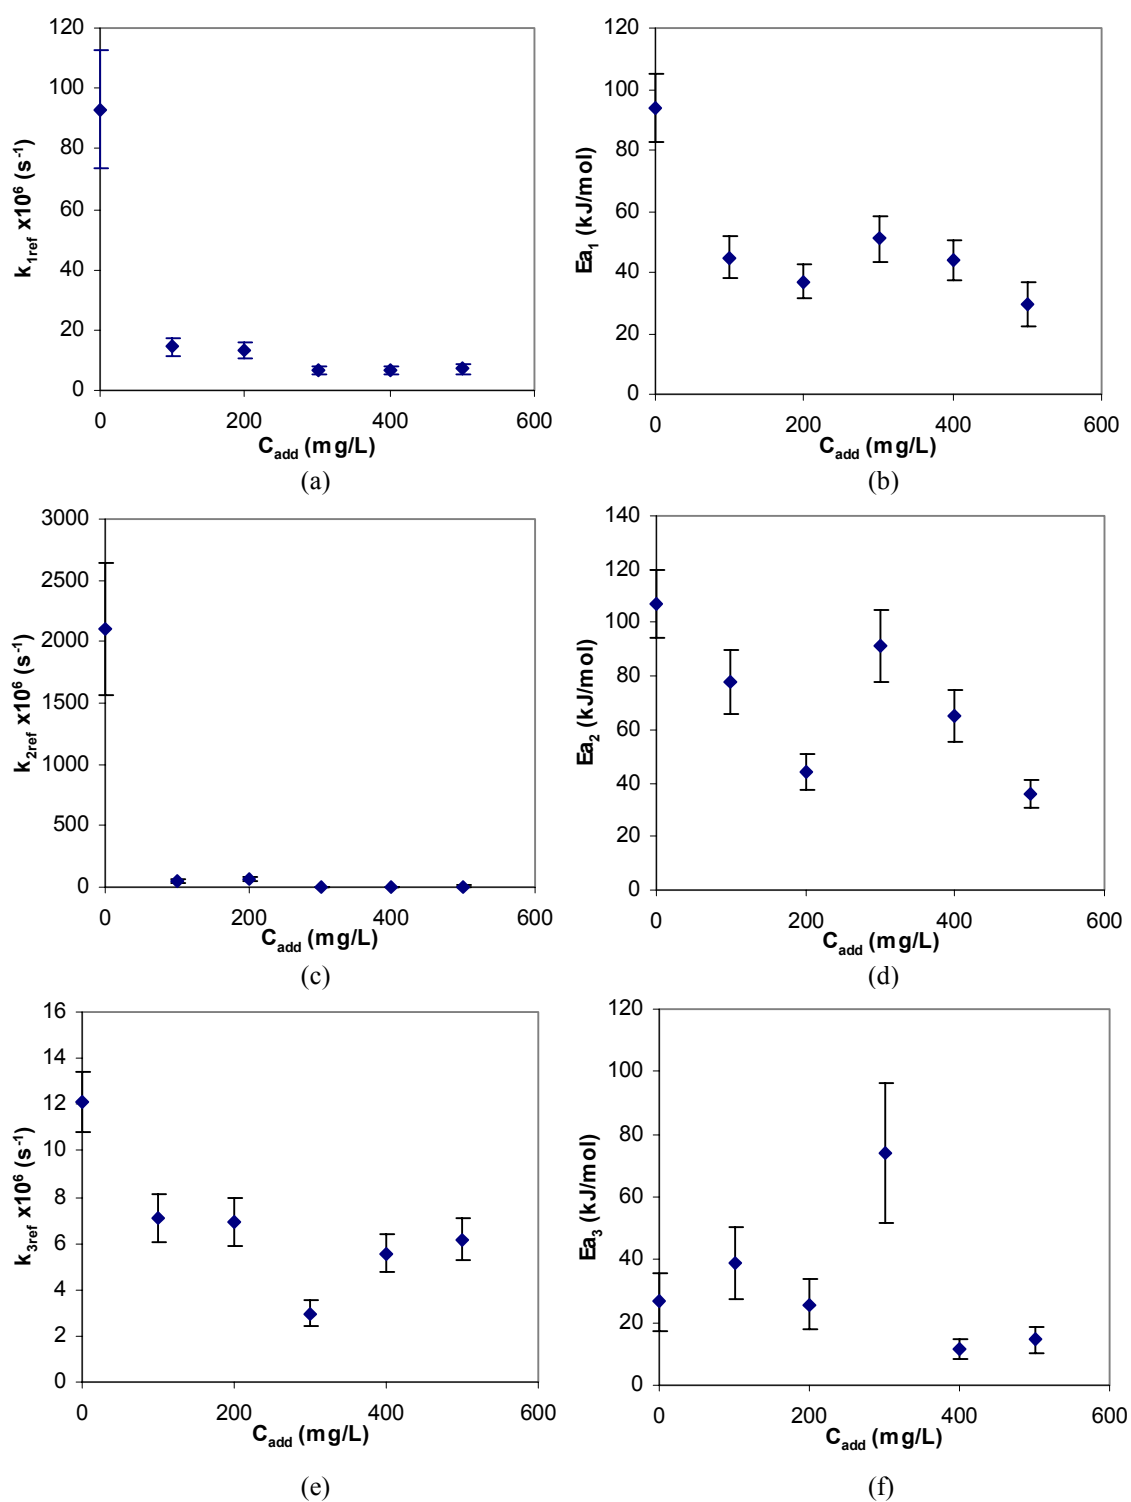 120
100
80
60
40
20
0
k1ref x10⁶ (s⁻¹)
0 200 400 600
Cadd (mg/L)
(a)
120
100
80
60
40
20
0
Ea1 (kJ/mol)
0 200 400 600
Cadd (mg/L)
(b)
3000
2500
2000
1500
1000
500
0
k2ref x10⁶ (s⁻¹)
0 200 400 600
Cadd (mg/L)
(c)
140
120
100
80
60
40
20
0
Ea2 (kJ/mol)
0 200 400 600
Cadd (mg/L)
(d)
16
14
12
10
8
6
4
2
0
k3ref x10⁶ (s⁻¹)
0 200 400 600
Cadd (mg/L)
(e)
120
100
80
60
40
20
0
Ea3 (kJ/mol)
0 200 400 600
Cadd (mg/L)
(f)